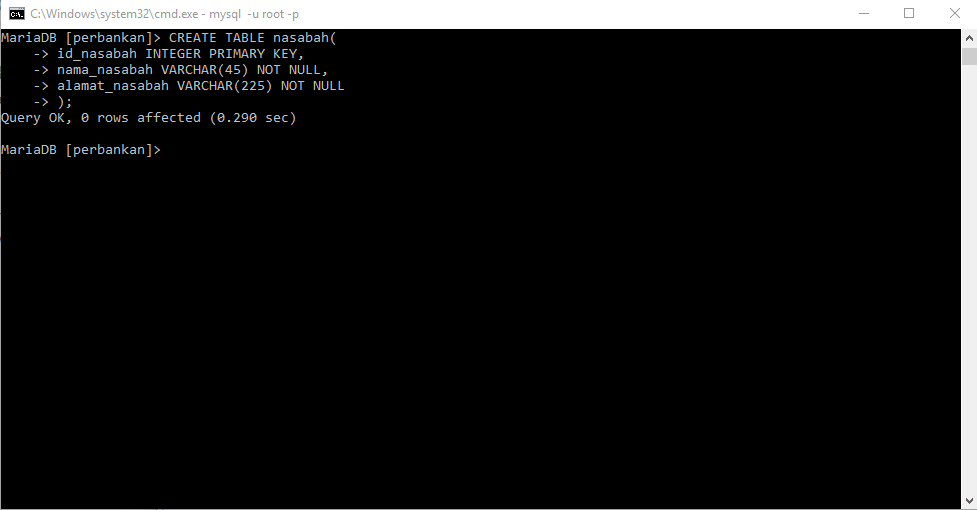 C:\Windows\system32\cmd.exe - mysql  -u root -p
MariaDB [perbankan]> CREATE TABLE nasabah(
    -> id_nasabah INTEGER PRIMARY KEY,
    -> nama_nasabah VARCHAR(45) NOT NULL,
    -> alamat_nasabah VARCHAR(225) NOT NULL
    -> );
Query OK, 0 rows affected (0.290 sec)
MariaDB [perbankan]>